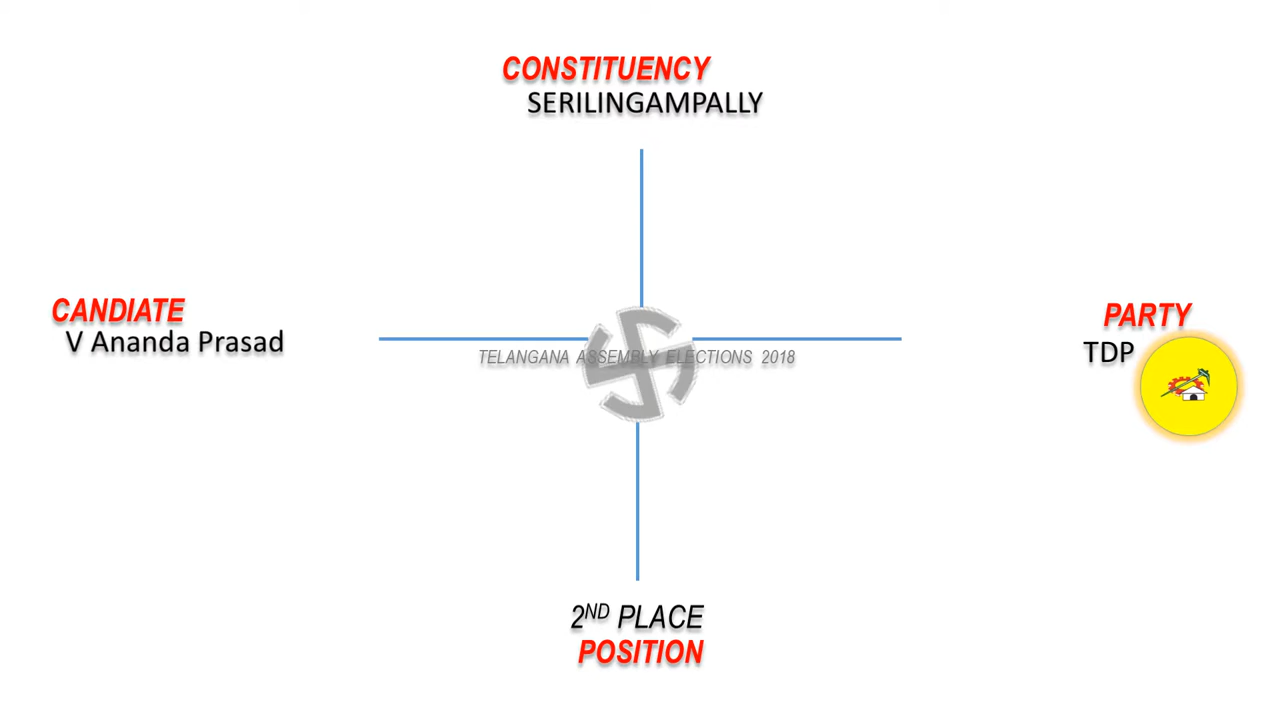 CONSTITUENCY
SERILINGAMPALLY
CANDIATE
V Ananda Prasad
TELANGANA ASSEMBLY ELECTIONS 2018
PARTY
TDP
2ND PLACE
POSITION